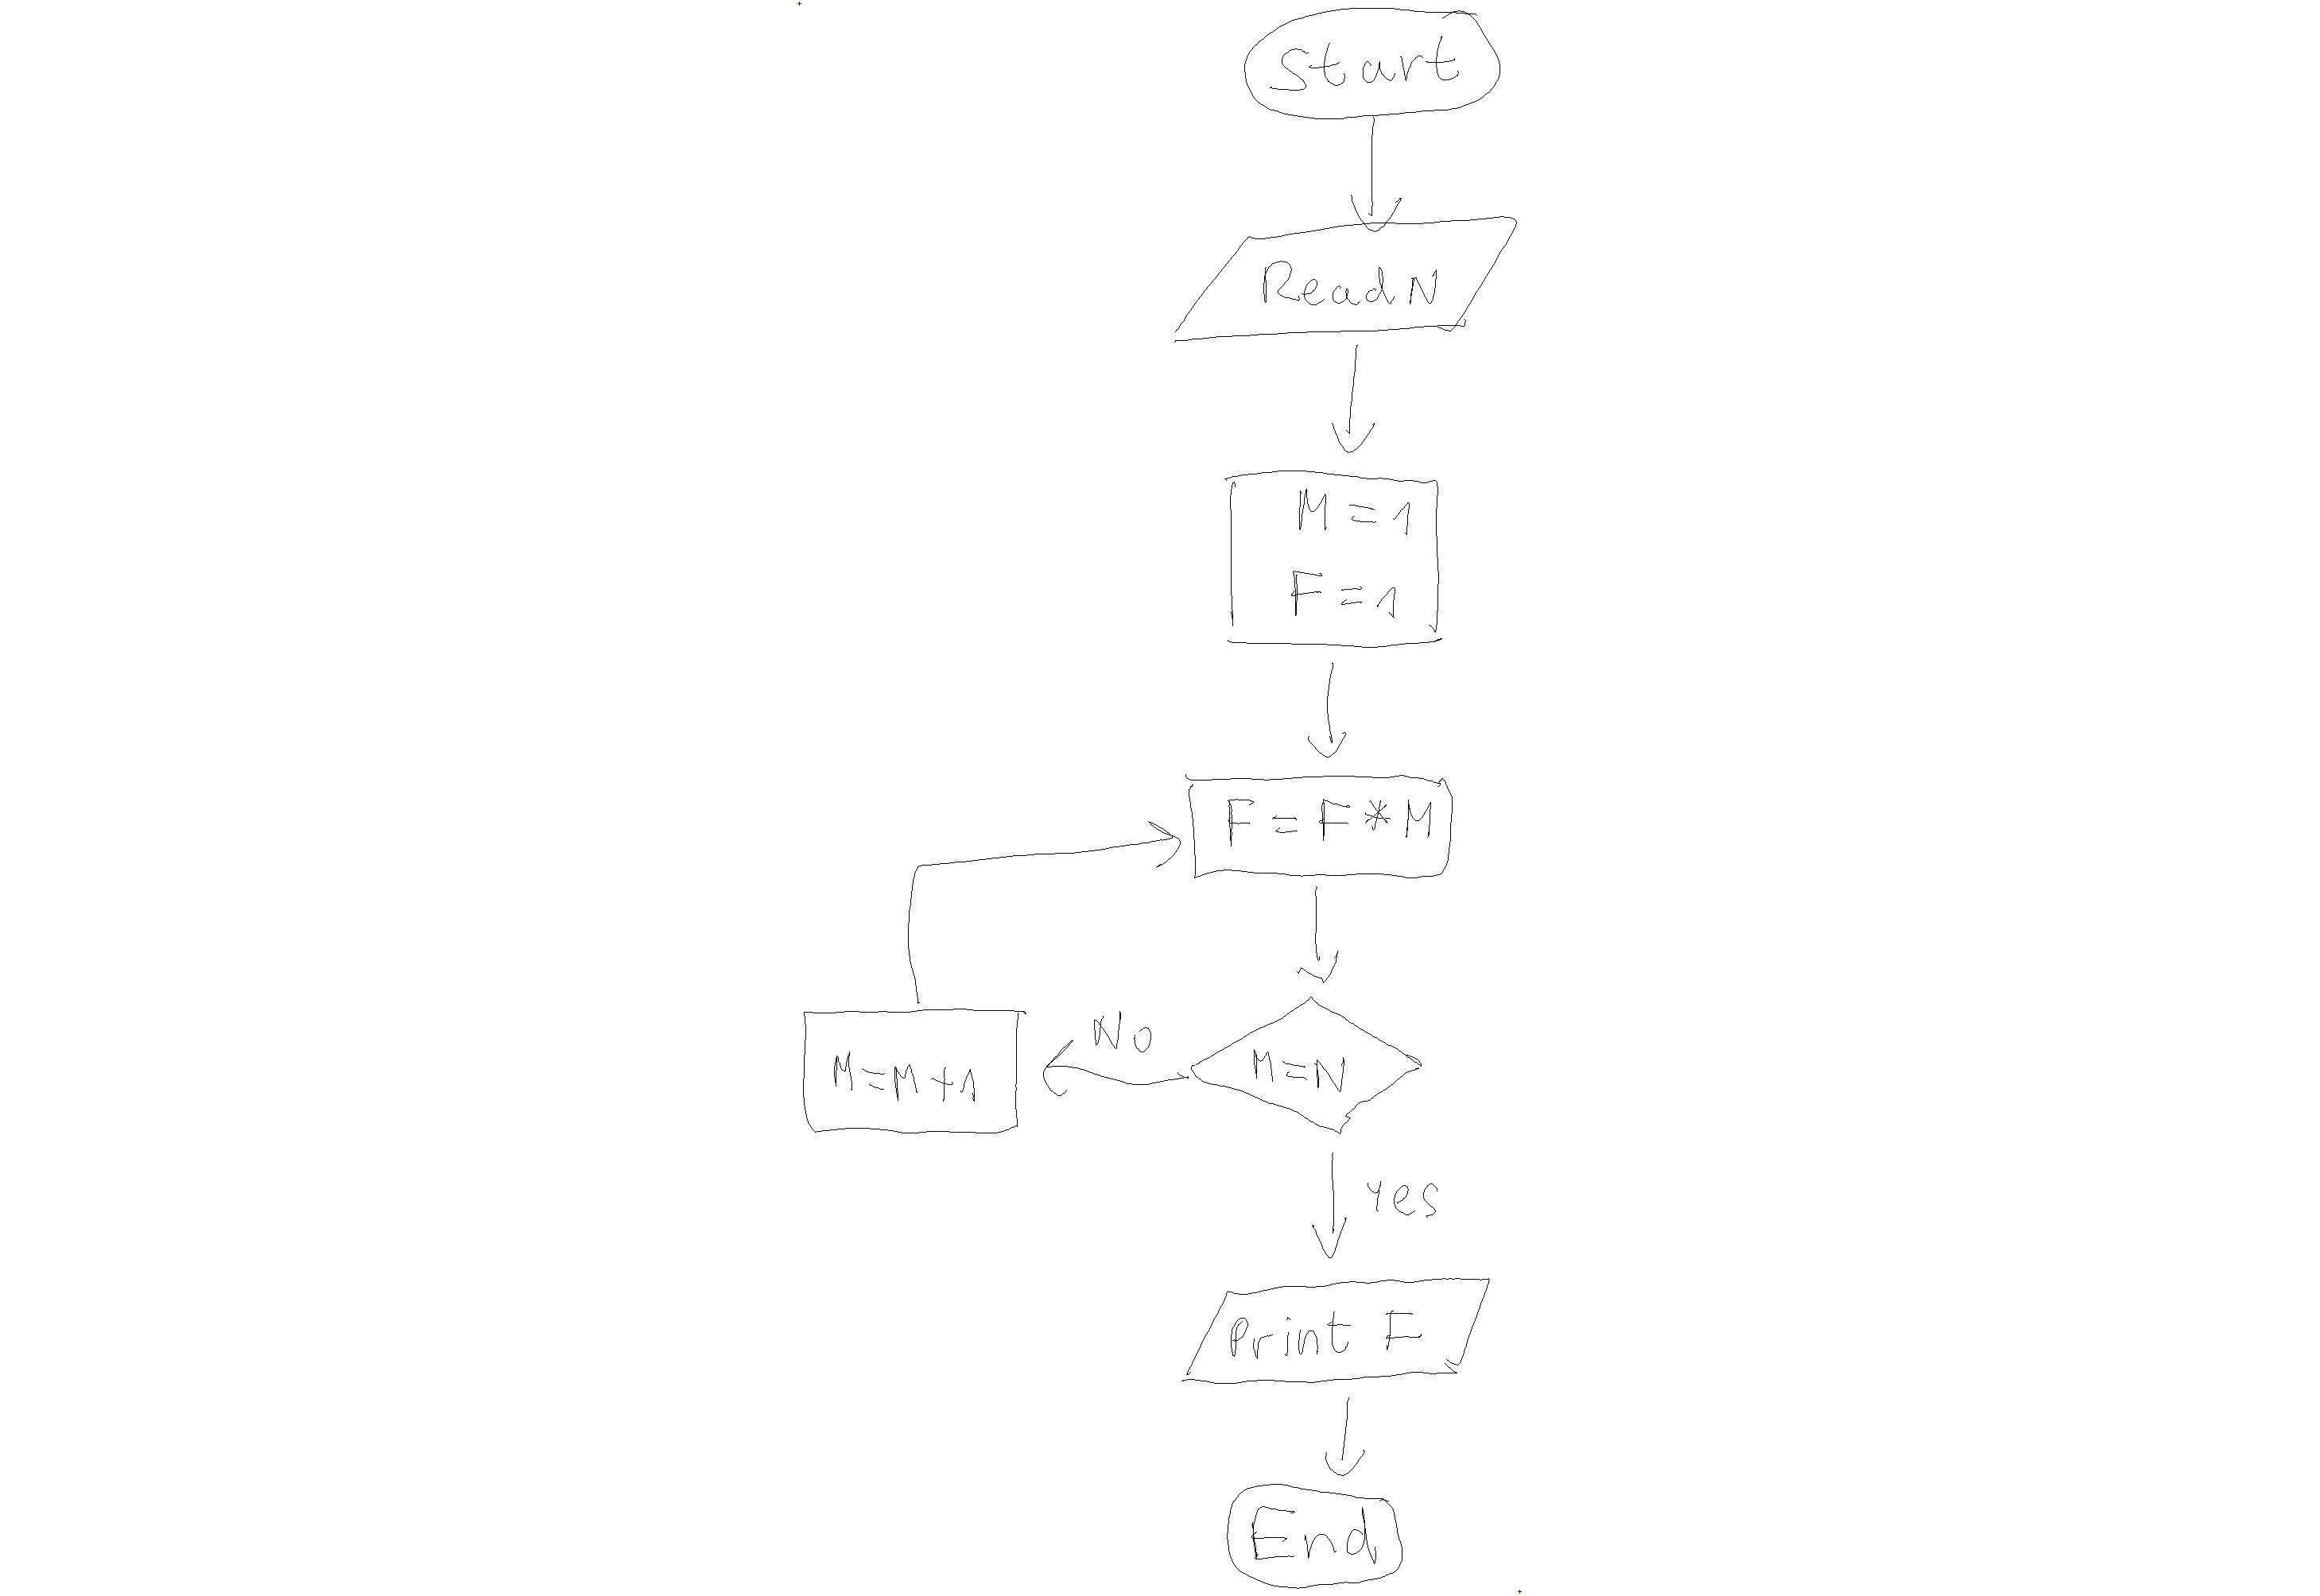 Start
Read N
M = 1
F = 1
F = F * M
No
M = N
M = M + 1
Yes
Print F
End